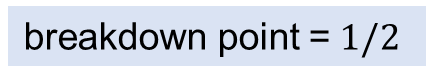 breakdown point = 1/2